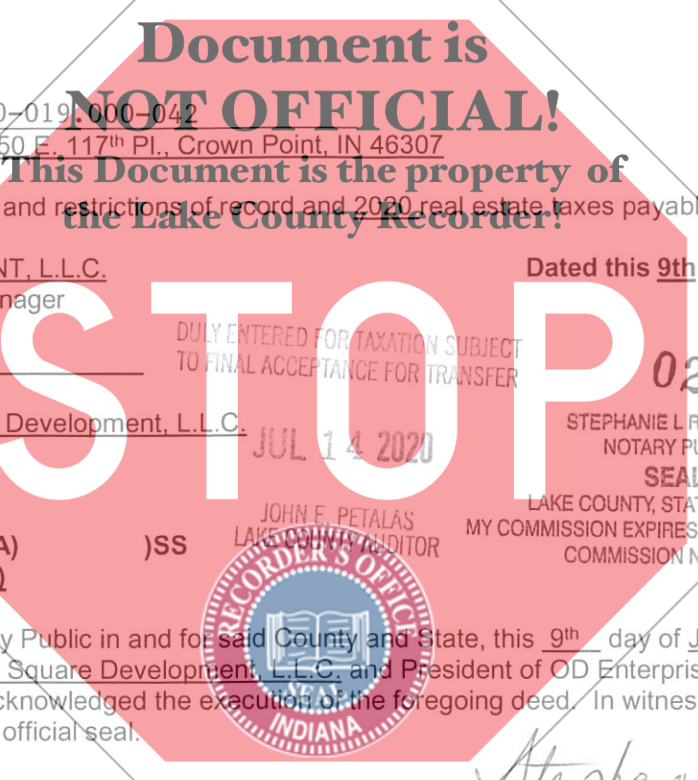 Document is
NOT OFFICIAL!
0-019.000-042
50 E. 117th Pl., Crown Point, IN 46307
This Document is the property of
and restrictions of record and 2020 real estate taxes payabl
the Lake County Recorder!
NT, L.L.C.
Dated this 9th
nager
STOP
DULY ENTERED FOR TAXATION SUBJECT
TO FINAL ACCEPTANCE FOR TRANSFER
02
Development, L.L.C.
JUL 14 2020
STEPHANIE L R
NOTARY PU
SEAL
JOHN E. PETALAS
LAKE COUNTY AUDITOR
LAKE COUNTY, STAT
MY COMMISSION EXPIRES
COMMISSION N
A) )SS
RECORDER'S OFFICE
SEAL
INDIANA
y Public in and for said County and State, this 9th day of J
Square Development, L.L.C. and President of OD Enterpris
cknowledged the execution of the foregoing deed. In witnes
official seal.